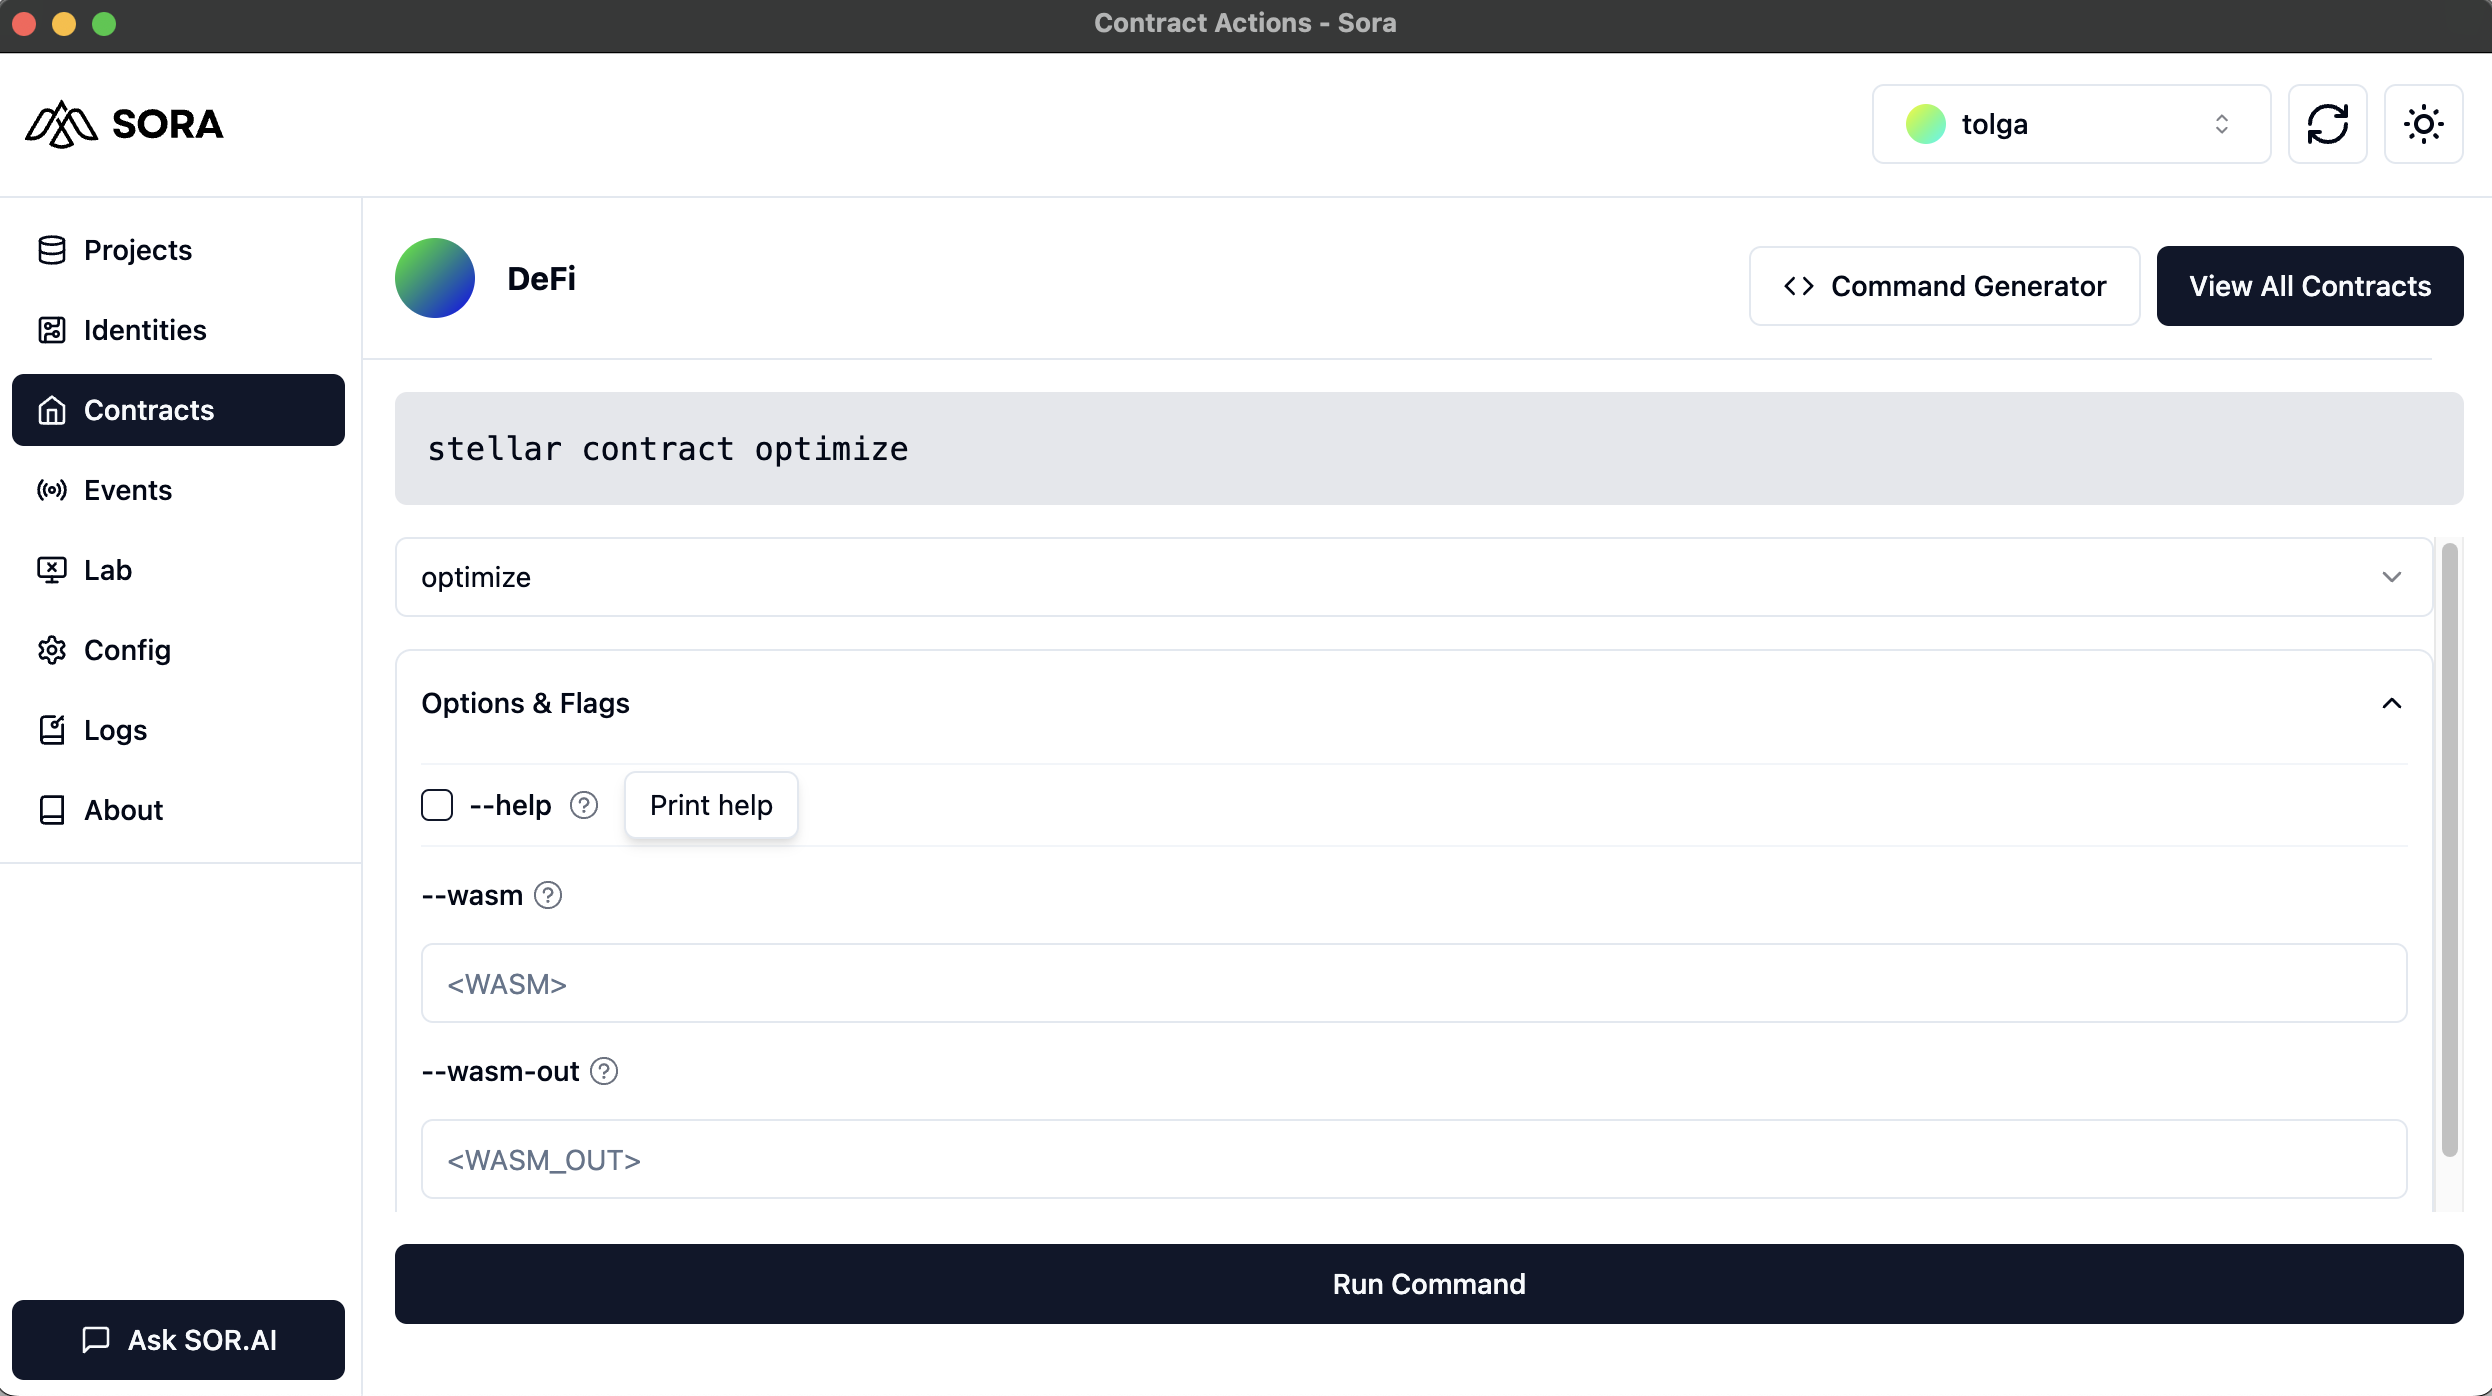 Contract Actions - Sora
SORA
tolga
Projects
Identities
Contracts
Events
Lab
Config
Logs
About
Ask SOR.AI
DeFi
Command Generator
View All Contracts
stellar contract optimize
optimize
Options & Flags
--help ? Print help
--wasm ?
<WASM>
--wasm-out ?
<WASM_OUT>
Run Command